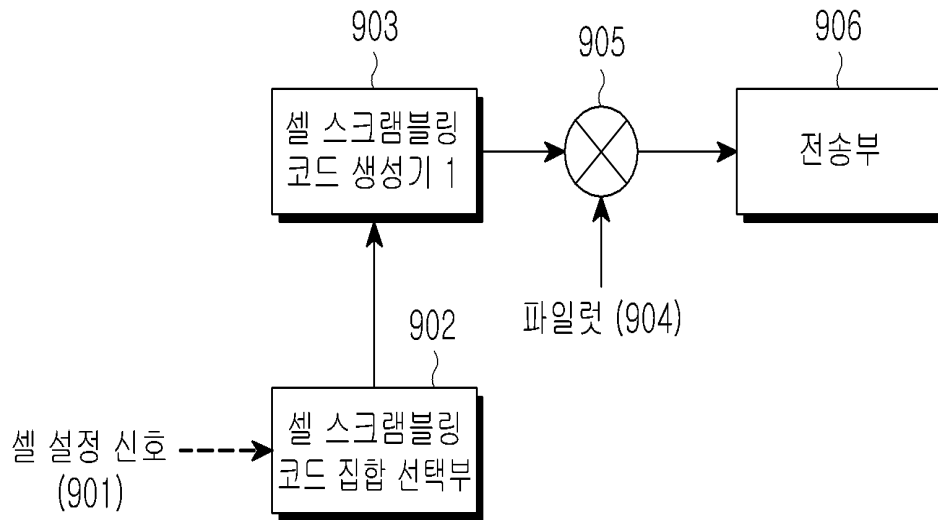 903
905
906
셀 스크램블링
코드 생성기 1
전송부
902
파일럿 (904)
셀 설정 신호
(901)
셀 스크램블링
코드 집합 선택부